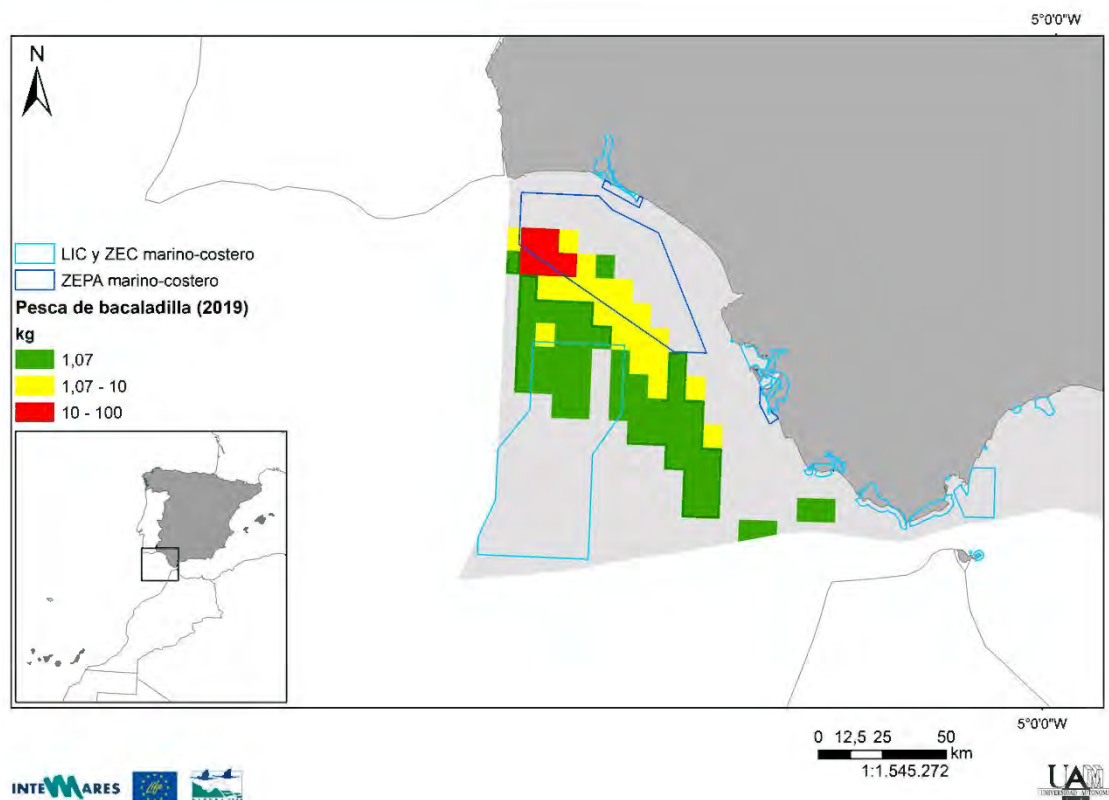 5°0'0"W
N
LIC y ZEC marino-costero
ZEPA marino-costero
Pesca de bacaladilla (2019)
kg
1,07
1,07 - 10
10 - 100
5°0'0"W
0 12,5 25 50
km
1:1.545.272
INTEMARES
UAM